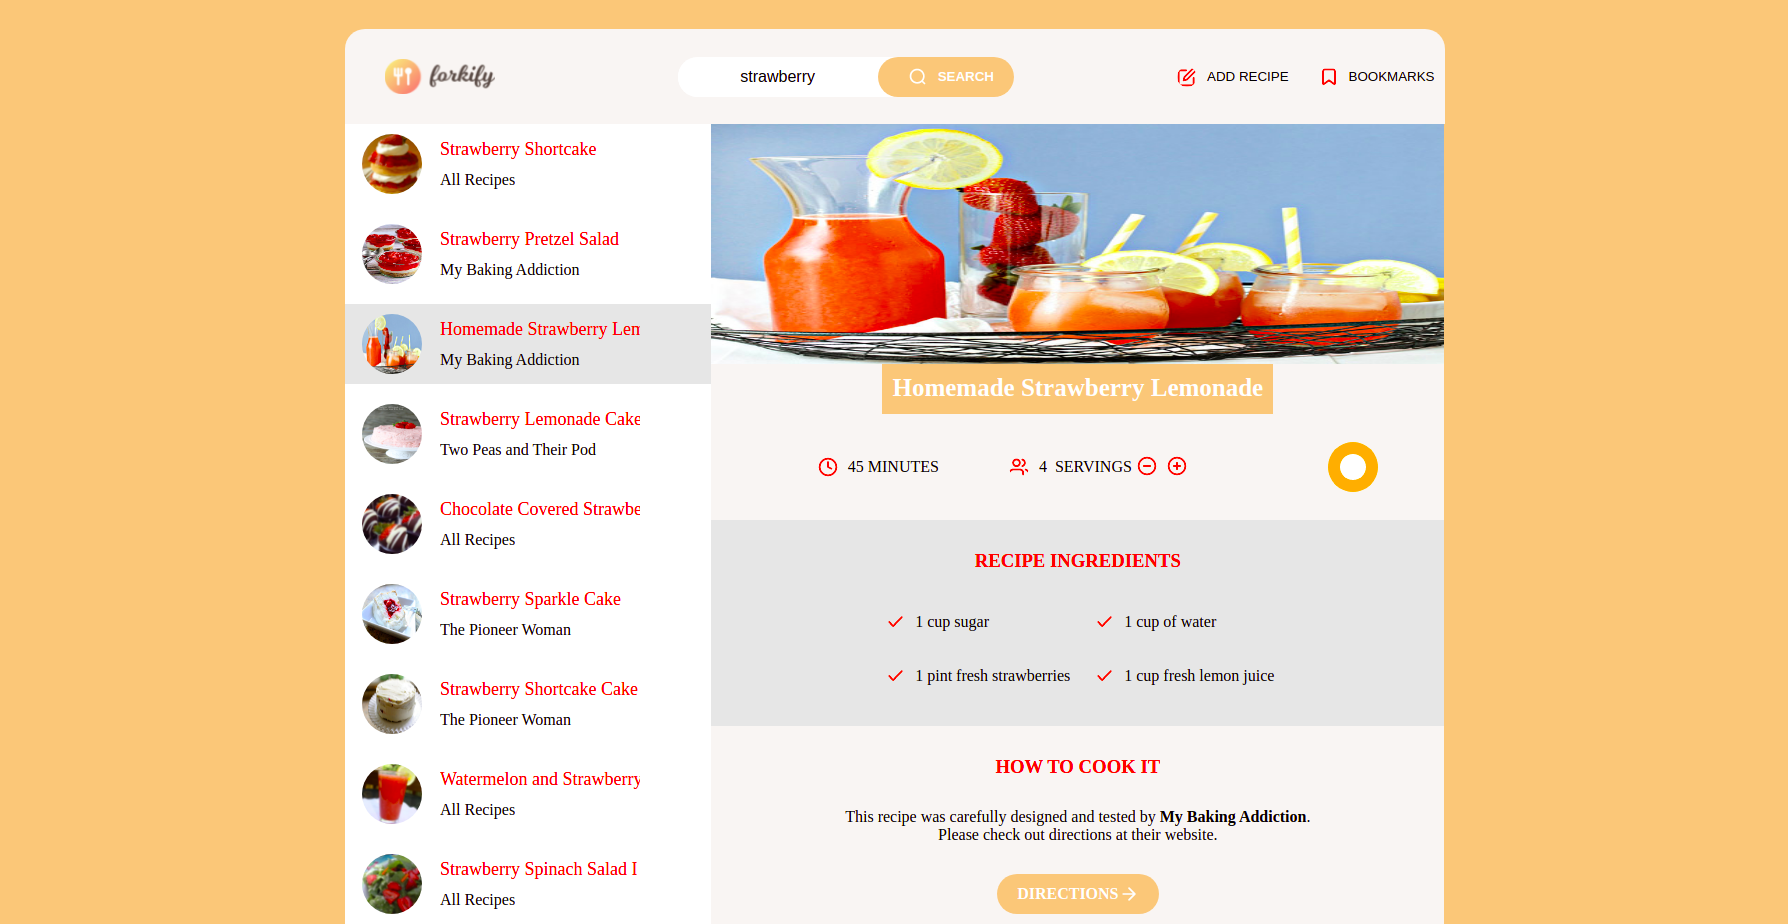 forkify
strawberry
SEARCH
ADD RECIPE
BOOKMARKS
Strawberry Shortcake
All Recipes
Strawberry Pretzel Salad
My Baking Addiction
Homemade Strawberry Lem
My Baking Addiction
Strawberry Lemonade Cake
Two Peas and Their Pod
Chocolate Covered Strawbe
All Recipes
Strawberry Sparkle Cake
The Pioneer Woman
Strawberry Shortcake Cake
The Pioneer Woman
Watermelon and Strawberry
All Recipes
Strawberry Spinach Salad I
All Recipes
Homemade Strawberry Lemonade
45 MINUTES
4 SERVINGS
RECIPE INGREDIENTS
1 cup sugar
1 cup of water
1 pint fresh strawberries
1 cup fresh lemon juice
HOW TO COOK IT
This recipe was carefully designed and tested by My Baking Addiction.
Please check out directions at their website.
DIRECTIONS